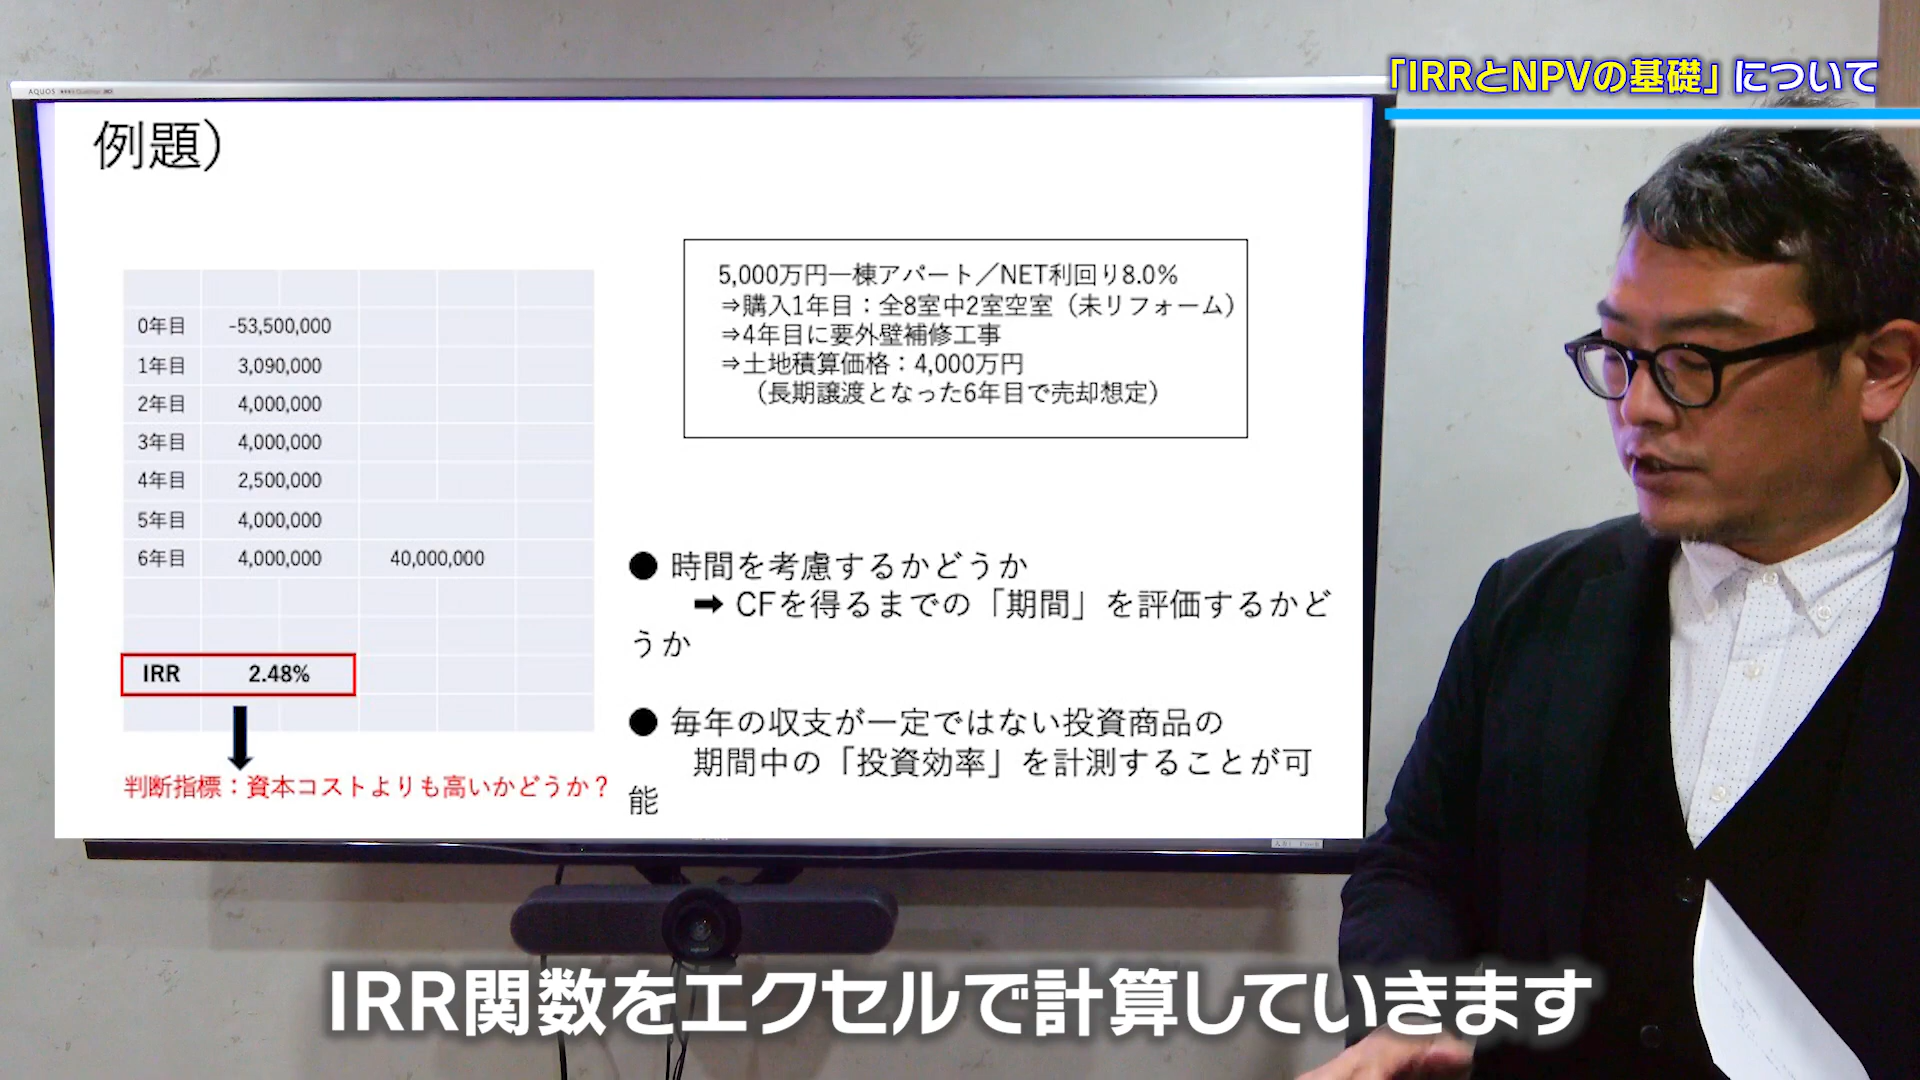 「IRRとNPVの基礎」について
AQUOS
例題）
5,000万円一棟アパート／NET利回り8.0％
⇒購入1年目：全8室中2室空室（未リフォーム）
⇒4年目に要外壁補修工事
⇒土地積算価格：4,000万円
（長期譲渡となった6年目で売却想定）
0年目 -53,500,000
1年目 3,090,000
2年目 4,000,000
3年目 4,000,000
4年目 2,500,000
5年目 4,000,000
6年目 4,000,000 40,000,000
IRR 2.48%
判断指標：資本コストよりも高いかどうか？
● 時間を考慮するかどうか
➡ CFを得るまでの「期間」を評価するかど
うか
● 毎年の収支が一定ではない投資商品の
期間中の「投資効率」を計測することが可
能
IRR関数をエクセルで計算していきます